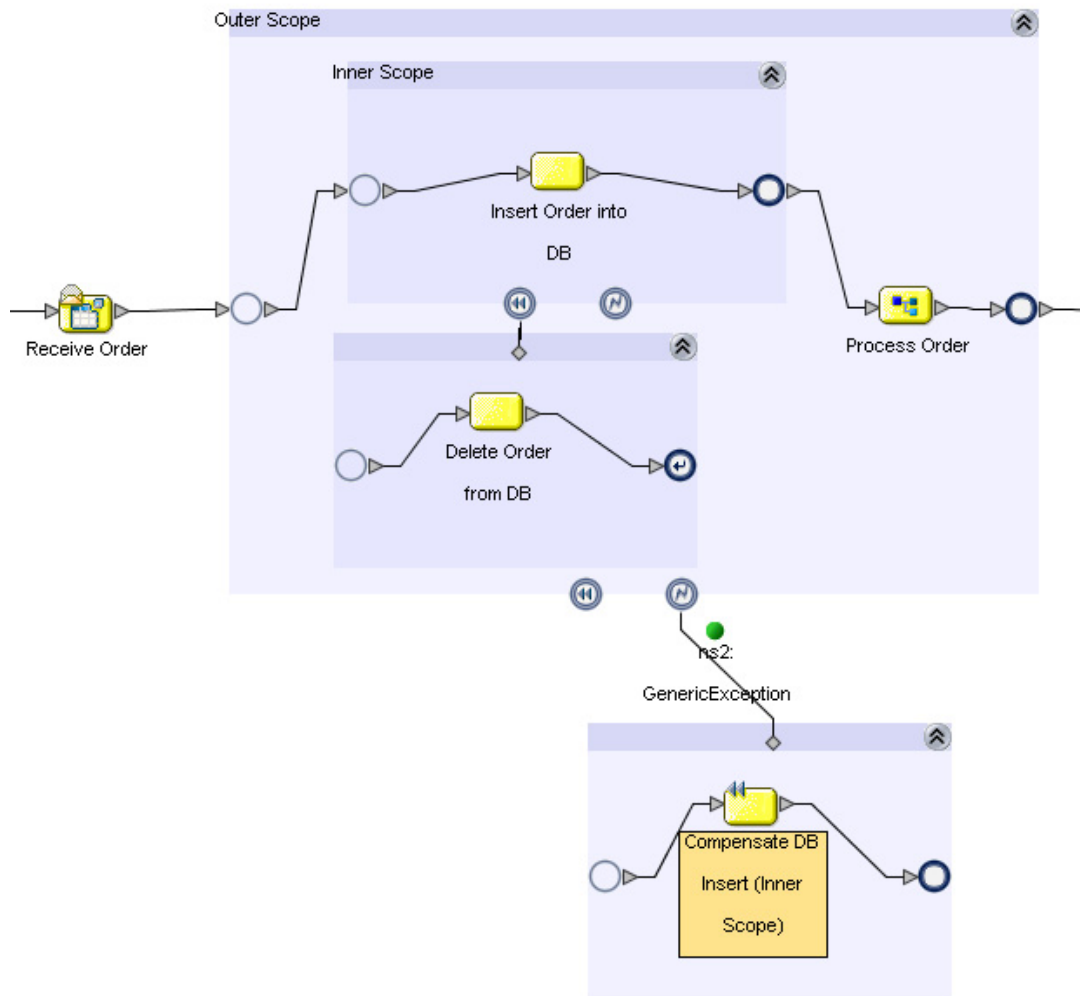 Outer Scope
Inner Scope
Insert Order into
DB
Receive Order
Process Order
Delete Order
from DB
ns2:
GenericException
Compensate DB
Insert (Inner
Scope)